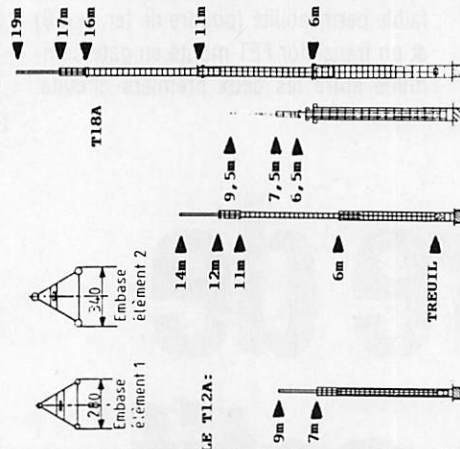 19m
17m
16m
11m
6m
T18A
9,5m
7,5m
6,5m
14m
12m
11m
6m
TREUIL
340
Embase
élément 2
280
Embase
élément 1
LE T12A:
9m
7m